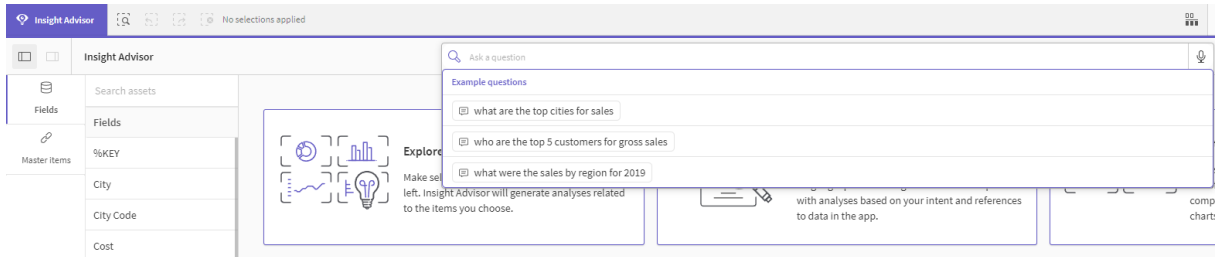 Insight Advisor
No selections applied
Insight Advisor
Ask a question
Example questions
what are the top cities for sales
who are the top 5 customers for gross sales
what were the sales by region for 2019
Fields
Master items
Search assets
Fields
%KEY
City
City Code
Cost
Explore
Make sel
left. Insight Advisor will generate analyses related
to the items you choose.
with analyses based on your intent and references
to data in the app.
comp
charts